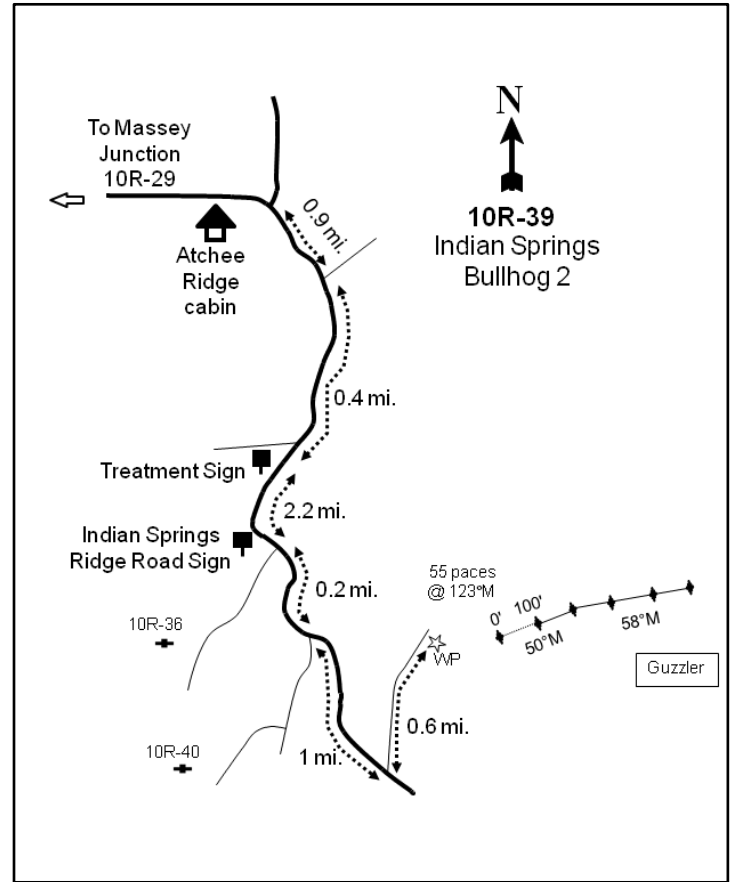 N
To Massey
Junction
10R-29
10R-39
Indian Springs
Bullhog 2
0.9 mi.
Atchee
Ridge
cabin
0.4 mi.
Treatment Sign
2.2 mi.
Indian Springs
Ridge Road Sign
0.2 mi.
55 paces
@ 123°M
0' 100'
50°M
58°M
10R-36
WP
Guzzler
0.6 mi.
10R-40
1 mi.